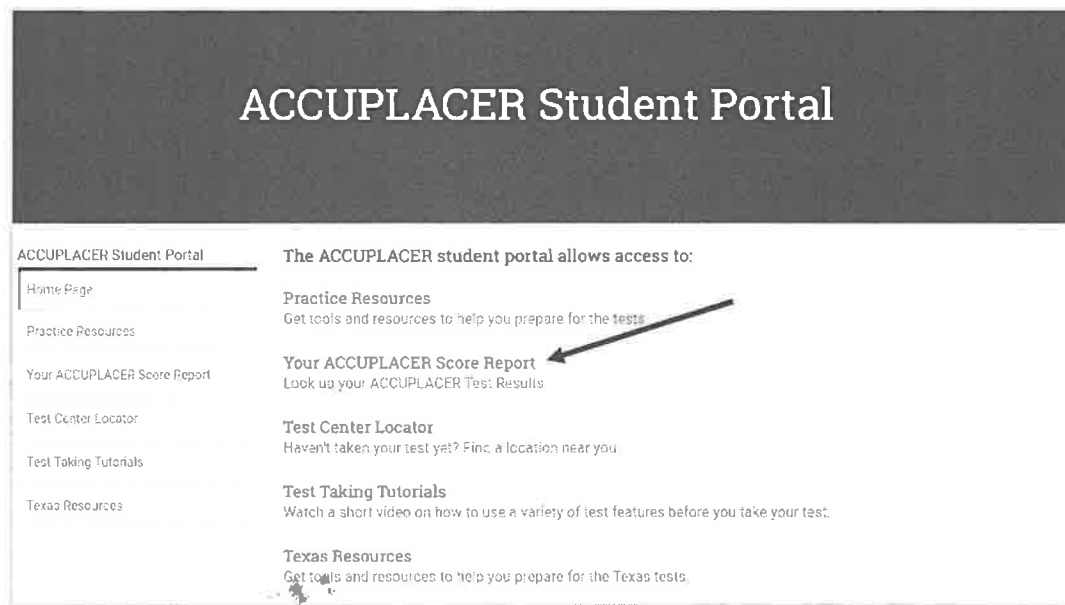 ACCUPLACER Student Portal
ACCUPLACER Student Portal
Home Page
Practice Resources
Your ACCUPLACER Score Report
Test Center Locator
Test Taking Tutorials
Texas Resources
The ACCUPLACER student portal allows access to:
Practice Resources
Get tools and resources to help you prepare for the tests
Your ACCUPLACER Score Report
Look up your ACCUPLACER Test Results
Test Center Locator
Haven't taken your test yet? Find a location near you
Test Taking Tutorials
Watch a short video on how to use a variety of test features before you take your test.
Texas Resources
Get tools and resources to help you prepare for the Texas tests.